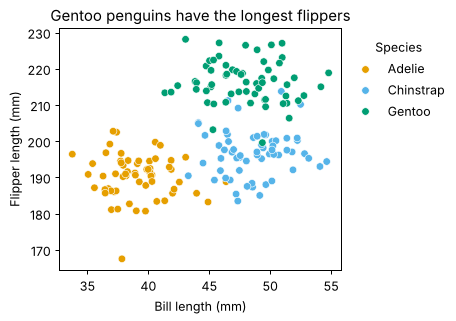 Gentoo penguins have the longest flippers
Flipper length (mm)
230
220
210
200
190
180
170
35
40
45
50
55
Bill length (mm)
Species
Adelie
Chinstrap
Gentoo